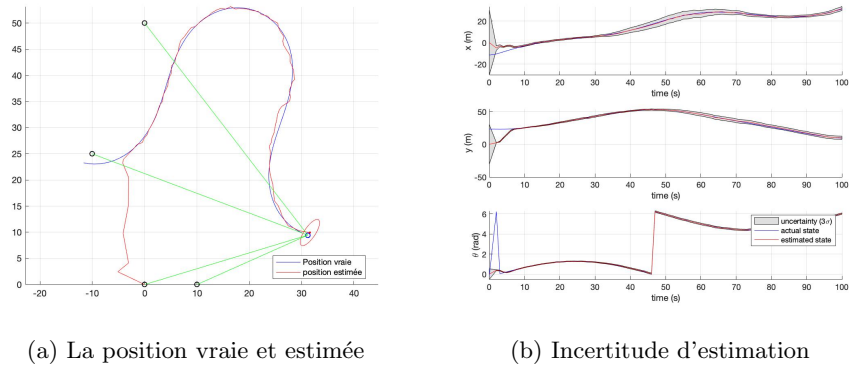 50
45
40
35
30
25
20
15
10
5
0
-20 -10 0 10 20 30 40
Position vraie
position estimée
x (m)
20
0
-20
0 10 20 30 40 50 60 70 80 90 100
time (s)
y (m)
50
0
-50
0 10 20 30 40 50 60 70 80 90 100
time (s)
θ (rad)
6
4
2
0
0 10 20 30 40 50 60 70 80 90 100
time (s)
uncertainty (3σ)
actual state
estimated state
(a) La position vraie et estimée
(b) Incertitude d'estimation